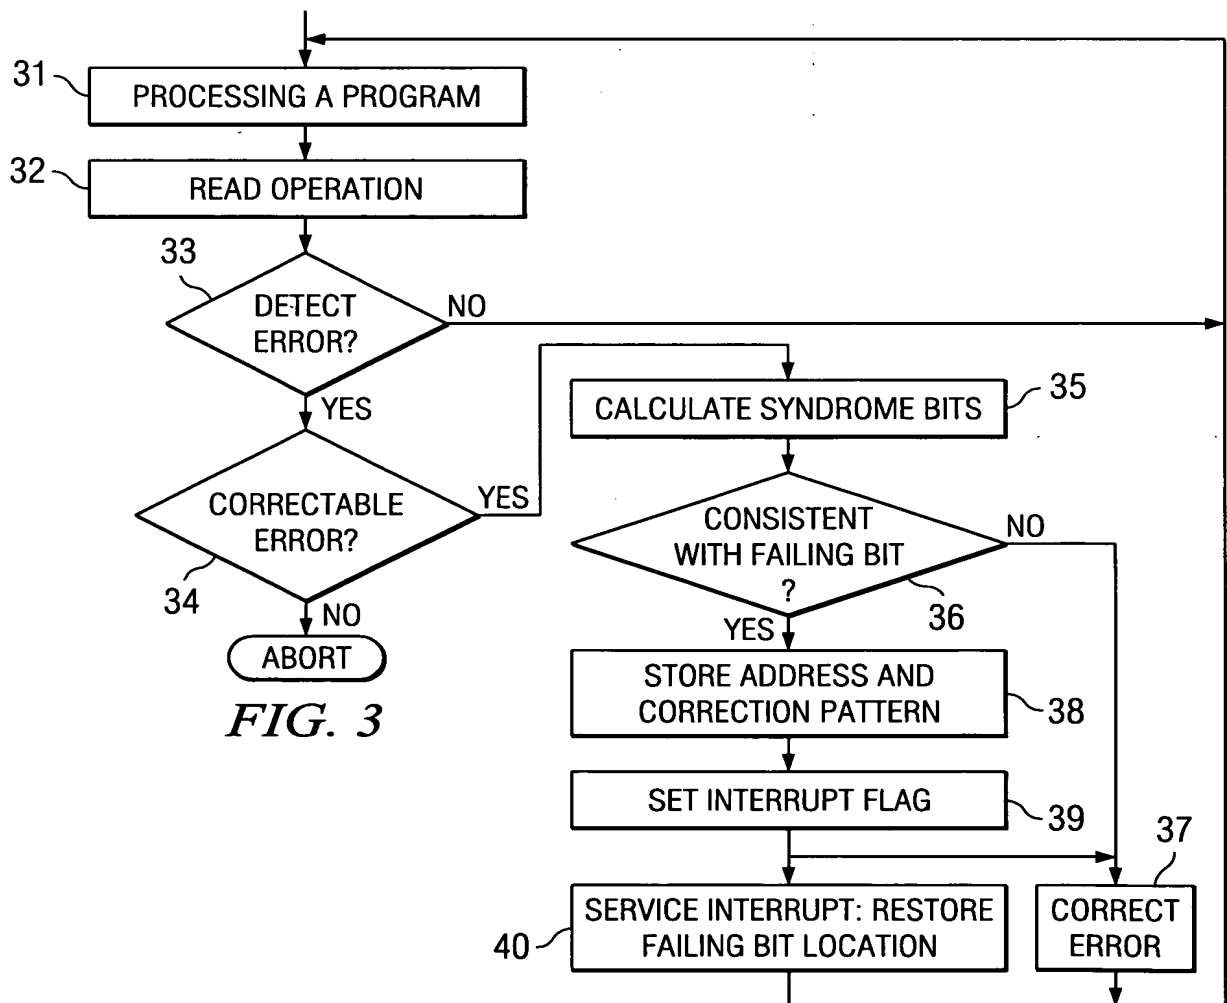 31
PROCESSING A PROGRAM
32
READ OPERATION
33
DETECT
ERROR?
NO
YES
34
CORRECTABLE
ERROR?
YES
NO
ABORT
FIG. 3
35
CALCULATE SYNDROME BITS
CONSISTENT
WITH FAILING BIT
?
NO
36
YES
STORE ADDRESS AND
CORRECTION PATTERN
38
SET INTERRUPT FLAG
39
37
SERVICE INTERRUPT: RESTORE
FAILING BIT LOCATION
40
CORRECT
ERROR